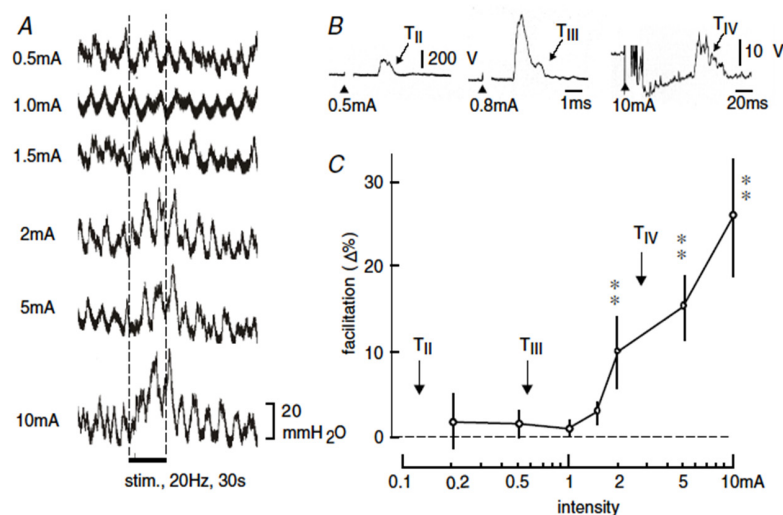 A
0.5mA
1.0mA
1.5mA
2mA
5mA
10mA
20
mmH2O
stim., 20Hz, 30s
B
TII
200 V
0.5mA
TIII
0.8mA
1ms
TIV
10 V
10mA
20ms
C
facilitation (Δ%)
30
20
10
0
TII
TIII
TIV
**
**
**
0.1 0.2 0.5 1 2 5 10mA
intensity